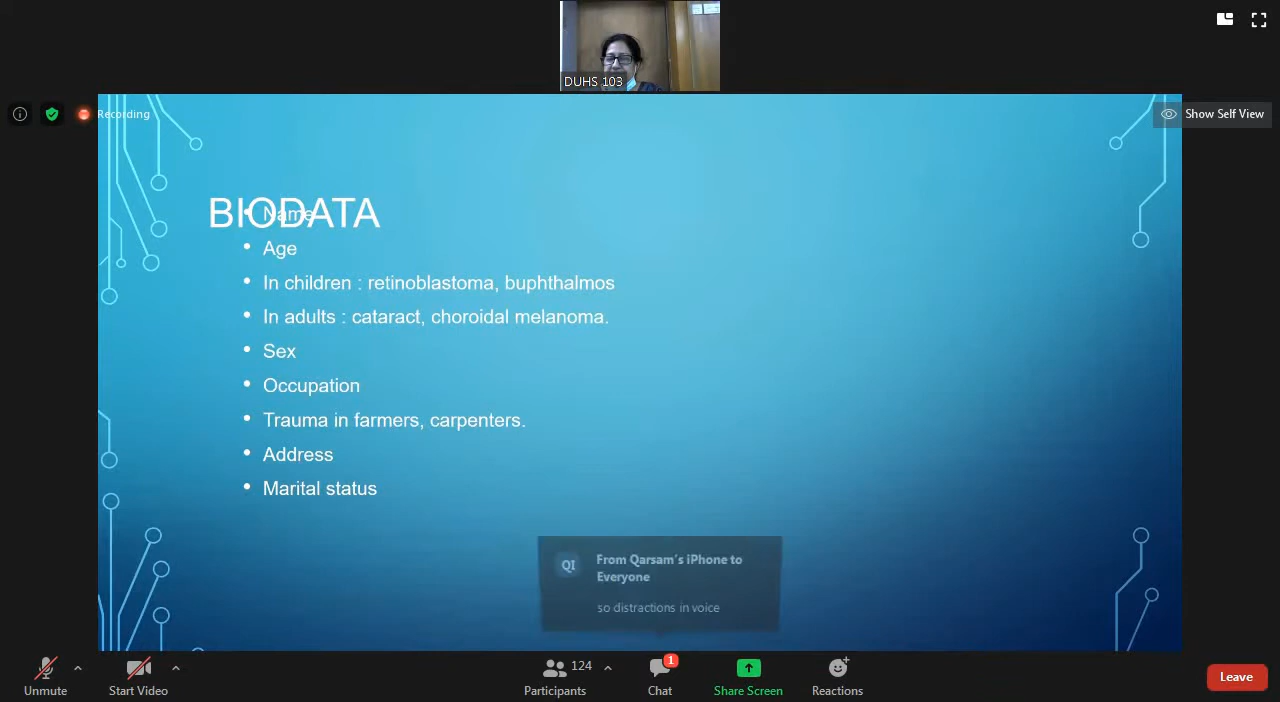 DUHS 103
Recording
Show Self View
BIODATA
• Name
• Age
• In children : retinoblastoma, buphthalmos
• In adults : cataract, choroidal melanoma.
• Sex
• Occupation
• Trauma in farmers, carpenters.
• Address
• Marital status
QI
From Qarsam's iPhone to
Everyone
so distractions in voice
Unmute
Start Video
124
Participants
1
Chat
Share Screen
Reactions
Leave